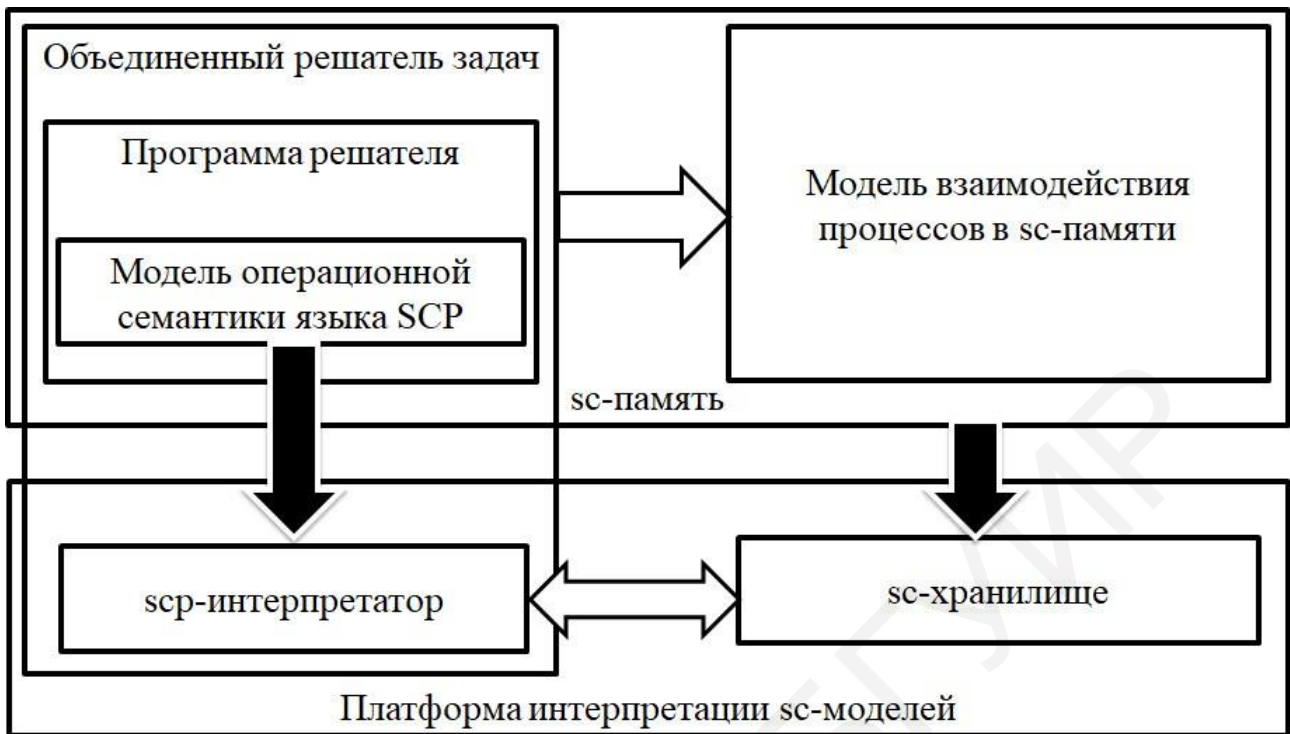 Объединенный решатель задач
Программа решателя
Модель операционной
семантики языка SCP
Модель взаимодействия
процессов в sc-памяти
sc-память
scp-интерпретатор
sc-хранилище
Платформа интерпретации sc-моделей